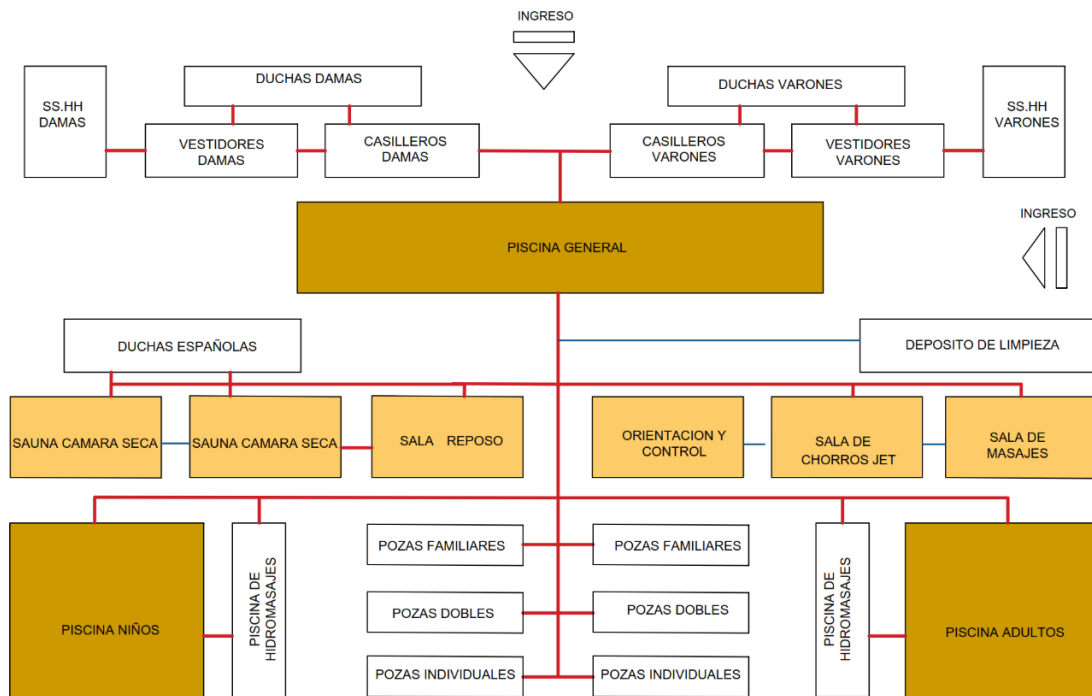 INGRESO
SS.HH
DAMAS
DUCHAS DAMAS
DUCHAS VARONES
SS.HH
VARONES
VESTIDORES
DAMAS
CASILLEROS
DAMAS
CASILLEROS
VARONES
VESTIDORES
VARONES
INGRESO
PISCINA GENERAL
DUCHAS ESPAÑOLAS
DEPOSITO DE LIMPIEZA
SAUNA CAMARA SECA
SAUNA CAMARA SECA
SALA REPOSO
ORIENTACION Y
CONTROL
SALA DE
CHORROS JET
SALA DE
MASAJES
PISCINA NIÑOS
PISCINA DE
HIDROMASAJES
POZAS FAMILIARES
POZAS FAMILIARES
POZAS DOBLES
POZAS DOBLES
POZAS INDIVIDUALES
POZAS INDIVIDUALES
PISCINA DE
HIDROMASAJES
PISCINA ADULTOS